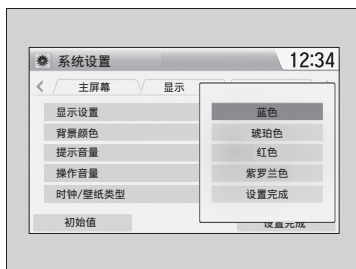 系统设置
12:34
主屏幕
显示
显示设置
背景颜色
提示音量
操作音量
时钟/壁纸类型
蓝色
琥珀色
红色
紫罗兰色
设置完成
初始值
设置完成